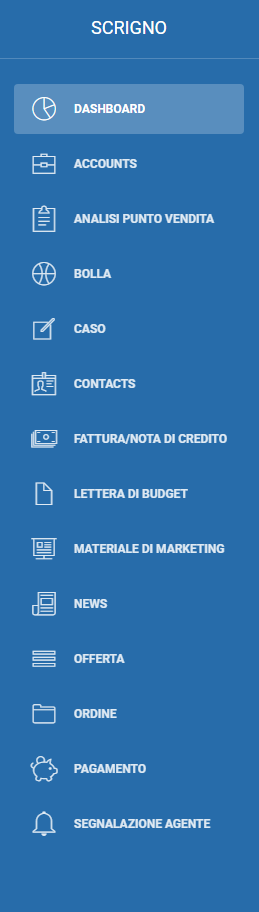 SCRIGNO
DASHBOARD
ACCOUNTS
ANALISI PUNTO VENDITA
BOLLA
CASO
CONTACTS
FATTURA/NOTA DI CREDITO
LETTERA DI BUDGET
MATERIALE DI MARKETING
NEWS
OFFERTA
ORDINE
PAGAMENTO
SEGNALAZIONE AGENTE